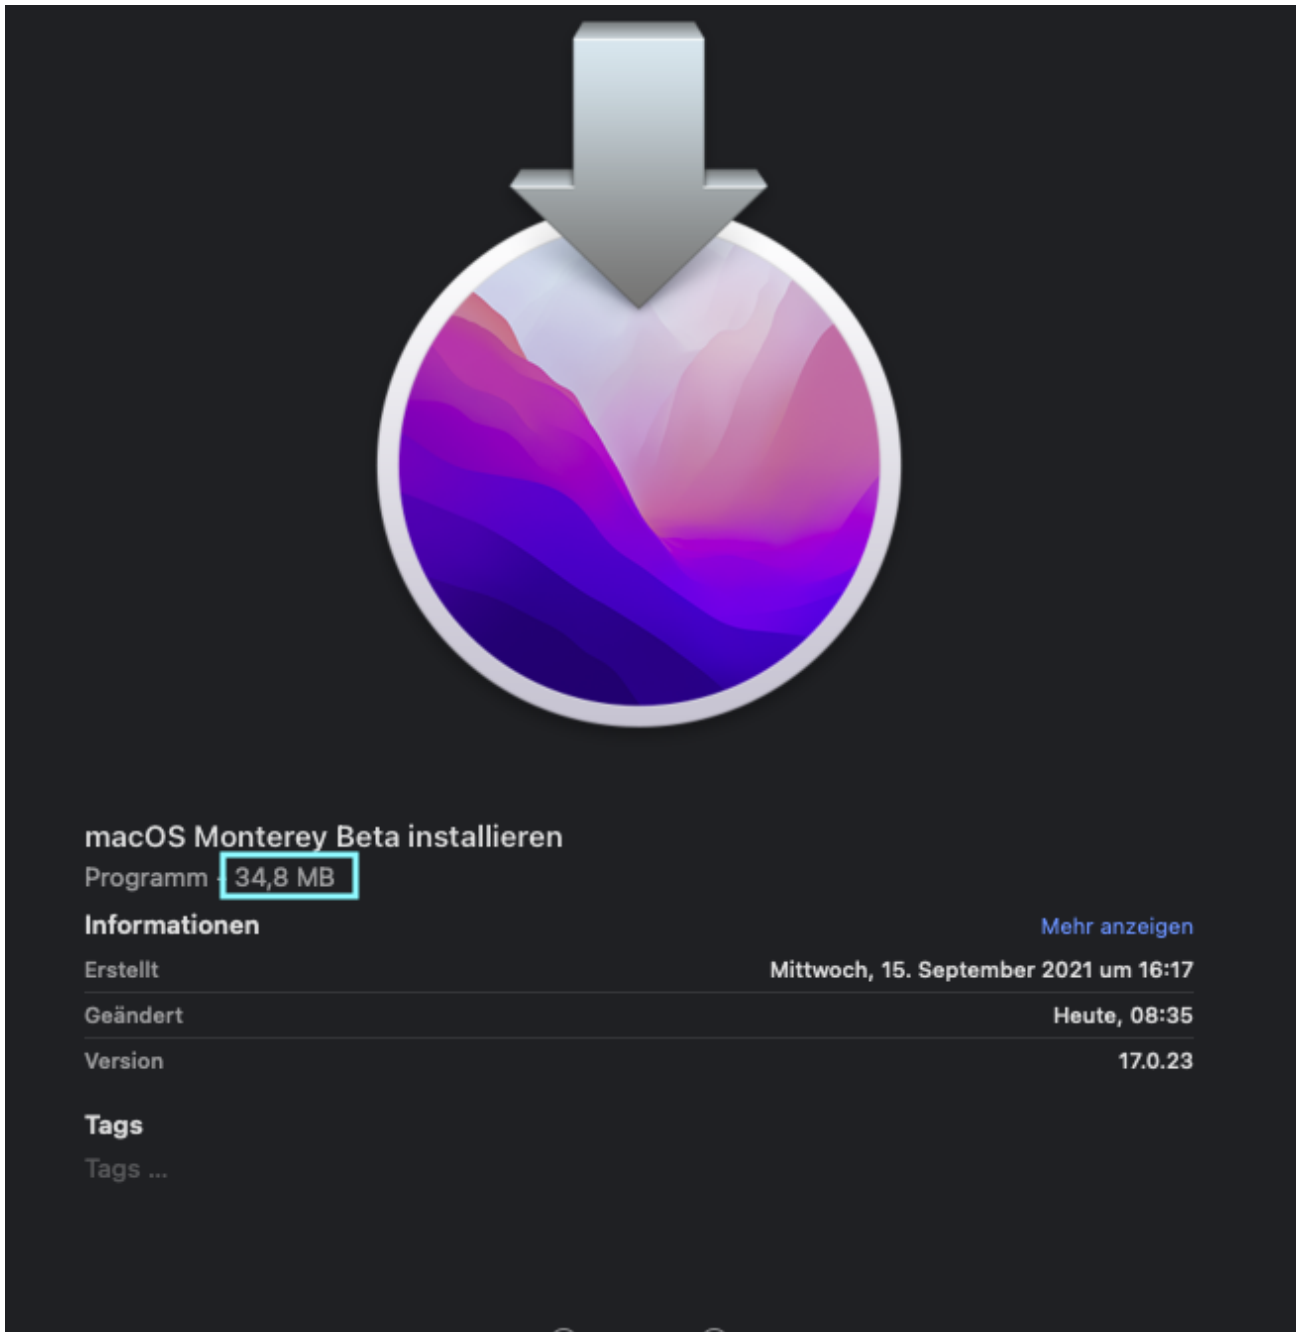 macOS Monterey Beta installieren
Programm - 34,8 MB
Informationen Mehr anzeigen
Erstellt Mittwoch, 15. September 2021 um 16:17
Geändert Heute, 08:35
Version 17.0.23
Tags
Tags ...